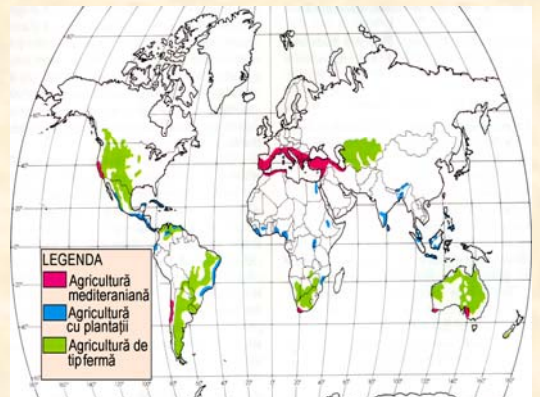 LEGENDA
Agricultură
mediteraniană
Agricultură
cu plantații
Agricultură de
tip fermă